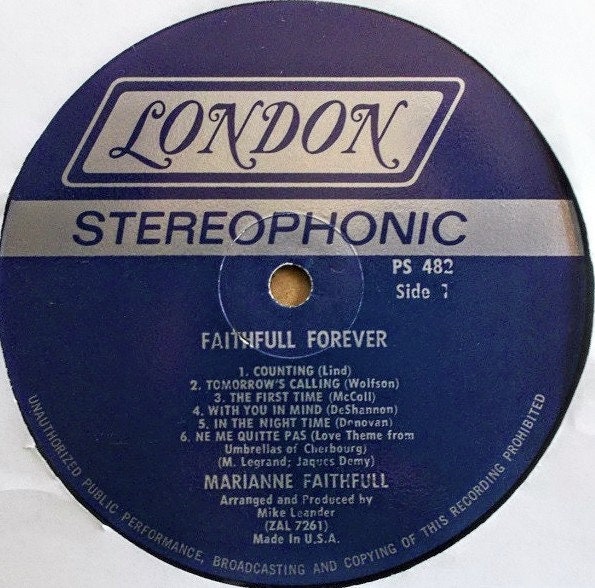 LONDON
STEREOPHONIC
PS 482
Side 1
FAITHFULL FOREVER
1. COUNTING (Lind)
2. TOMORROW'S CALLING (Wolfson)
3. THE FIRST TIME (McColl)
4. WITH YOU IN MIND (DeShannon)
5. IN THE NIGHT TIME (Donovan)
6. NE ME QUITTE PAS (Love Theme from
Umbrellas of Cherbourg)
(M. Legrand; Jaques Demy)
MARIANNE FAITHFULL
Arranged and Produced by
Mike Leander
(ZAL 7261)
Made in U.S.A.
UNAUTHORIZED PUBLIC PERFORMANCE, BROADCASTING AND COPYING OF THIS RECORDING PROHIBITED